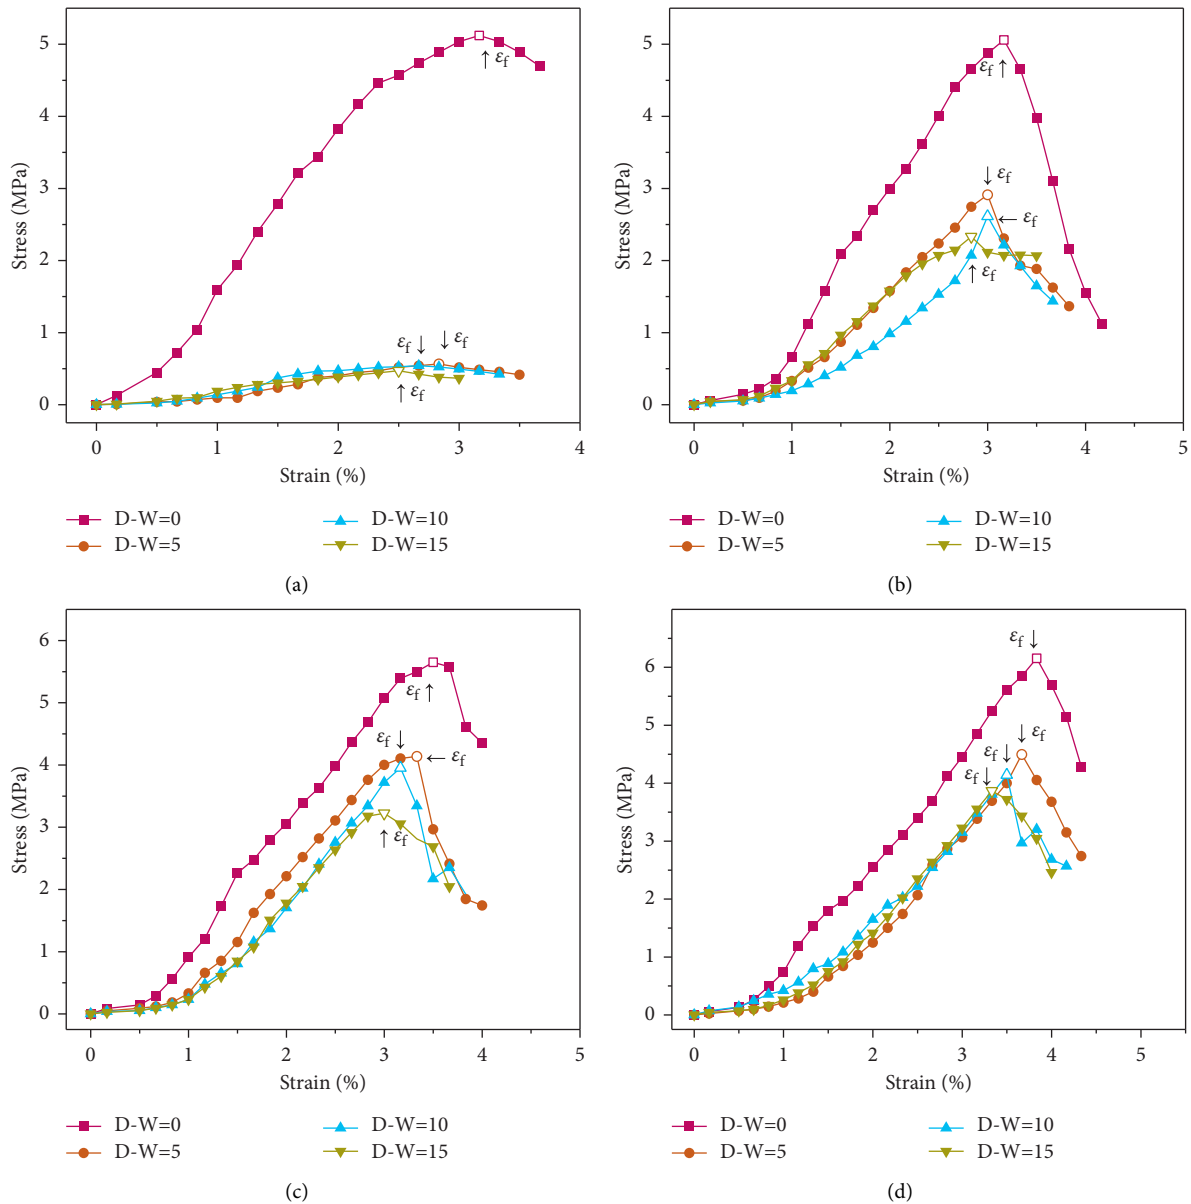 5
4
3
2
1
0
Stress (MPa)
0 1 2 3 4
Strain (%)
↑ εf
εf ↓ ↓ εf
↑ εf
D-W=0 D-W=10
D-W=5 D-W=15
(a)
5
4
3
2
1
0
Stress (MPa)
0 1 2 3 4 5
Strain (%)
εf ↑
↓ εf
← εf
↑ εf
D-W=0 D-W=10
D-W=5 D-W=15
(b)
6
5
4
3
2
1
0
Stress (MPa)
0 1 2 3 4 5
Strain (%)
εf ↑
εf ↓
← εf
↑ εf
D-W=0 D-W=10
D-W=5 D-W=15
(c)
6
5
4
3
2
1
0
Stress (MPa)
0 1 2 3 4 5
Strain (%)
εf ↓
↓ εf
εf ↓
εf ↓
D-W=0 D-W=10
D-W=5 D-W=15
(d)